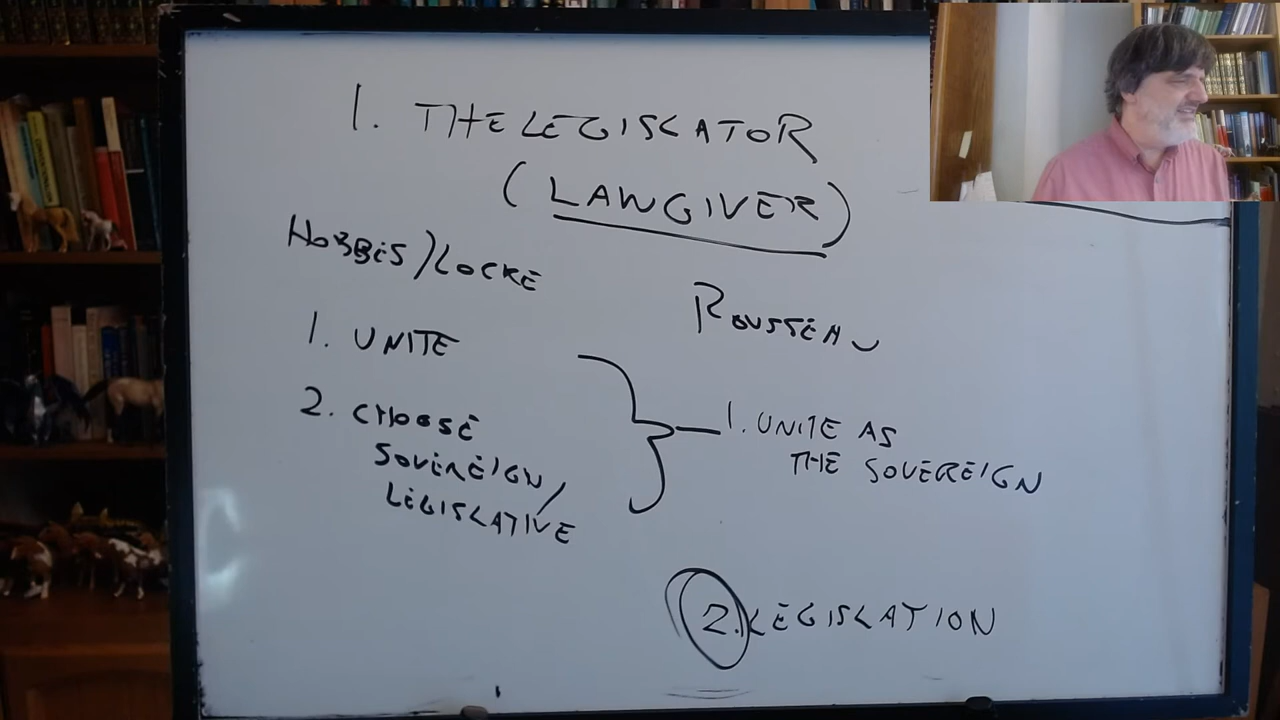 1. THE LEGISLATOR
(LAWGIVER)
HOBBES/LOCKE
1. UNITE
2. CHOOSE
SOVEREIGN/
LEGISLATIVE
ROUSSEAU
1. UNITE AS
THE SOVEREIGN
2. LEGISLATION